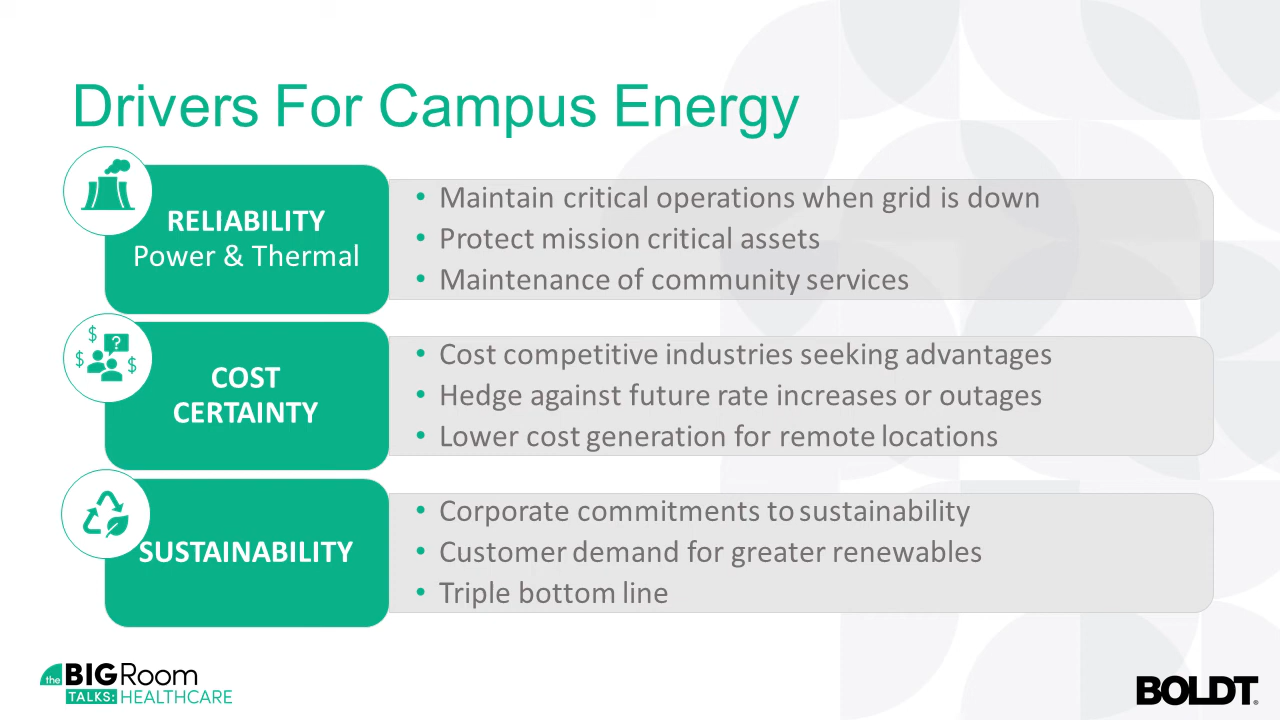 Drivers For Campus Energy
RELIABILITY
Power & Thermal
• Maintain critical operations when grid is down
• Protect mission critical assets
• Maintenance of community services
$
?
$
$
COST
CERTAINTY
• Cost competitive industries seeking advantages
• Hedge against future rate increases or outages
• Lower cost generation for remote locations
SUSTAINABILITY
• Corporate commitments to sustainability
• Customer demand for greater renewables
• Triple bottom line
the BIGRoom
TALKS: HEALTHCARE
BOLDT®